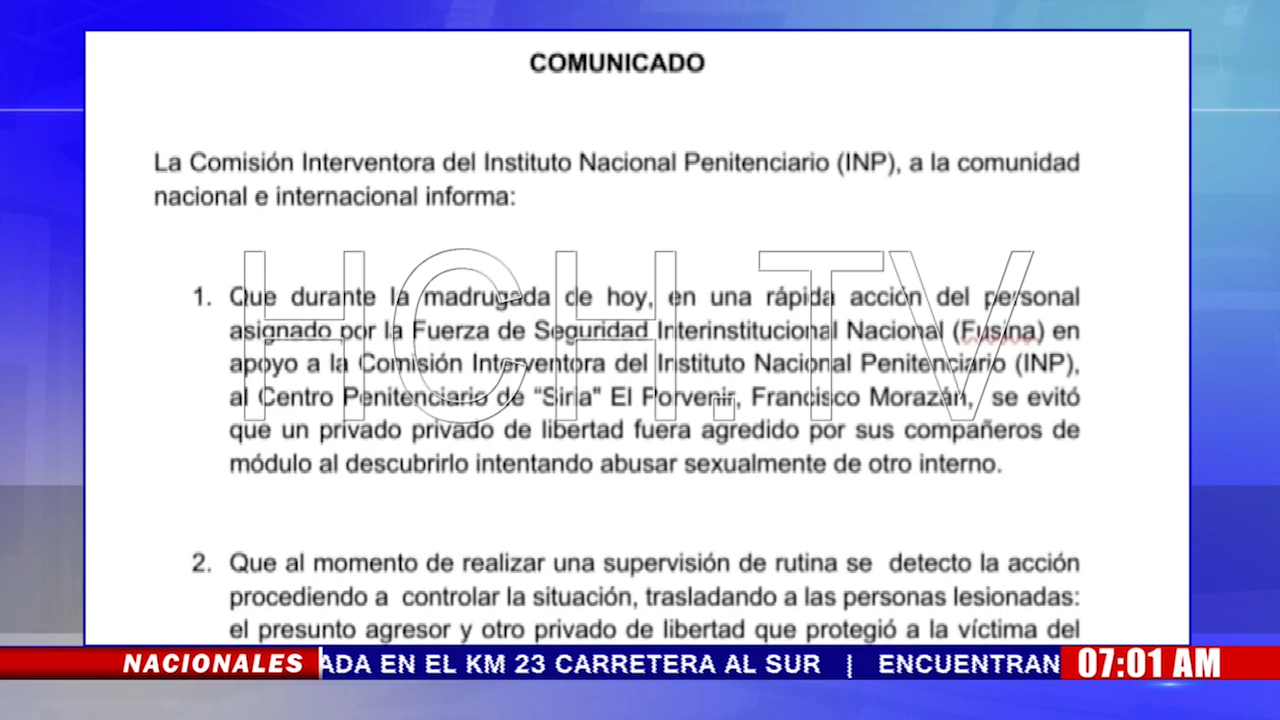 COMUNICADO
La Comisión Interventora del Instituto Nacional Penitenciario (INP), a la comunidad
nacional e internacional informa:
HCH.TV
1. Que durante la madrugada de hoy, en una rápida acción del personal
asignado por la Fuerza de Seguridad Interinstitucional Nacional (Fusina) en
apoyo a la Comisión Interventora del Instituto Nacional Penitenciario (INP),
al Centro Penitenciario de “Siria" El Porvenir, Francisco Morazán, se evitó
que un privado privado de libertad fuera agredido por sus compañeros de
módulo al descubrirlo intentando abusar sexualmente de otro interno.
2. Que al momento de realizar una supervisión de rutina se detecto la acción
procediendo a controlar la situación, trasladando a las personas lesionadas:
el presunto agresor y otro privado de libertad que protegió a la víctima del
NACIONALES ADA EN EL KM 23 CARRETERA AL SUR | ENCUENTRAN 07:01 AM